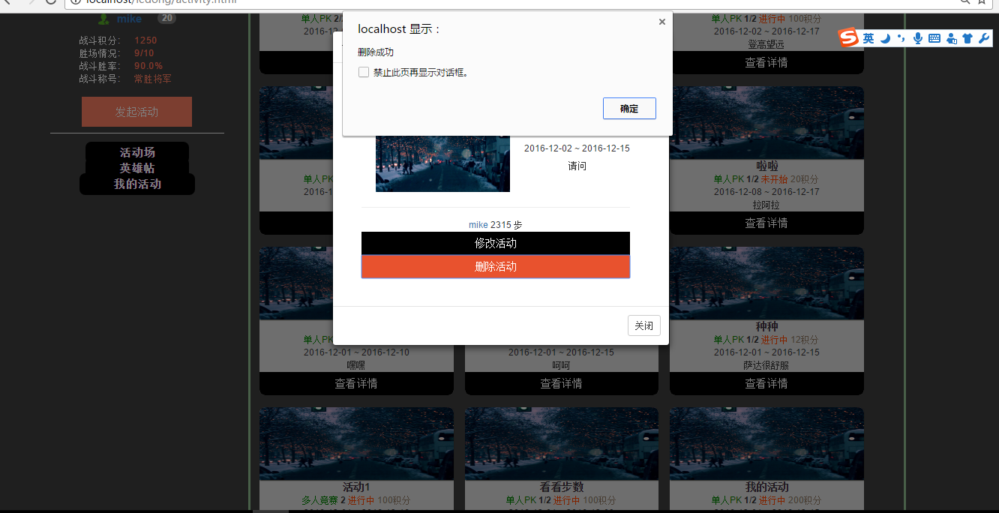 localhost/ledong/activity.html
mike 20
战斗积分: 1250
胜场情况: 9/10
战斗胜率: 90.0%
战斗称号: 常胜将军
发起活动
活动场
英雄帖
我的活动
单人PK 2/
2016-12
单人PK 1/2 进行中 100积分
2016-12-02 ~ 2016-12-17
登高望远
查看详情
英
localhost 显示：
删除成功
禁止此页再显示对话框。
确定
2016-12-02 ~ 2016-12-15
请问
mike 2315 步
修改活动
删除活动
关闭
单人PK
2016-1
啦啦
单人PK 1/2 未开始 20积分
2016-12-08 ~ 2016-12-17
拉阿拉
查看详情
单人PK
2016-12-01 ~ 2016-12-10
嘿嘿
查看详情
2016-12-01 ~ 2016-12-15
呵呵
查看详情
种种
单人PK 1/2 进行中 12积分
2016-12-01 ~ 2016-12-15
萨达很舒服
查看详情
活动1
多人竞赛 2 进行中 100积分
看看步数
单人PK 1/2 进行中 100积分
我的活动
单人PK 1/2 进行中 200积分